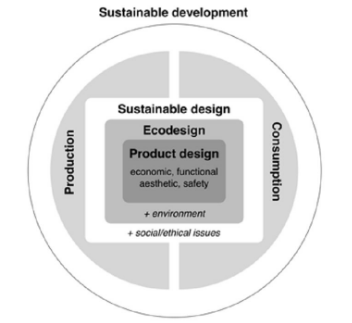 Sustainable development
Sustainable design
Ecodesign
Product design
economic, functional
aesthetic, safety
+ environment
+ social/ethical issues
Production
Consumption